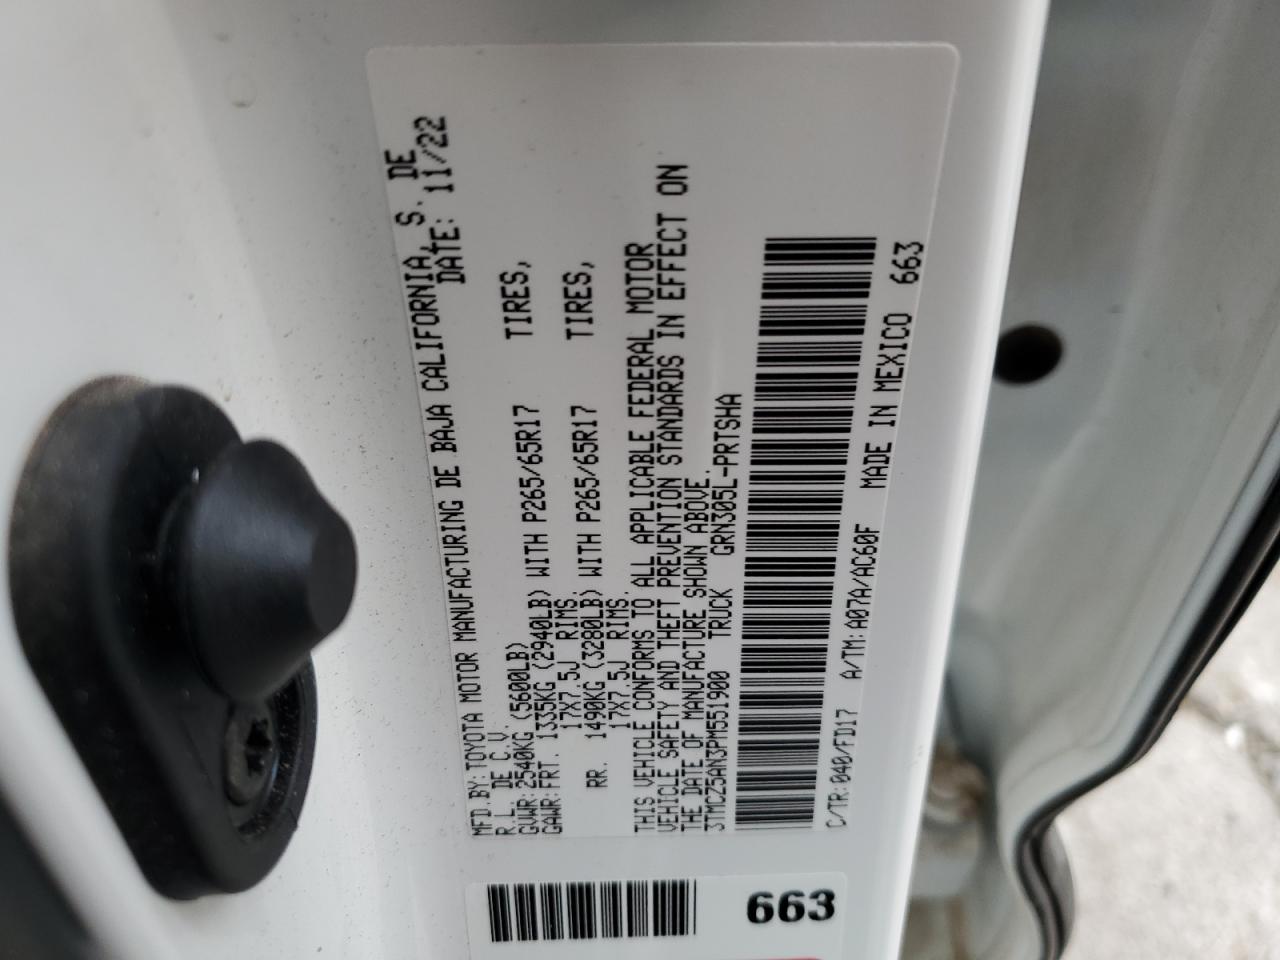 MFD.BY:TOYOTA MOTOR MANUFACTURING DE BAJA CALIFORNIA, S. DE
R.L. DE C.V. DATE: 11/22
GVWR:2540KG (5600LB)
GAWR:FRT. 1335KG (2940LB) WITH P265/65R17 TIRES,
17X7.5J RIMS.
RR. 1490KG (3280LB) WITH P265/65R17 TIRES,
17X7.5J RIMS.
THIS VEHICLE CONFORMS TO ALL APPLICABLE FEDERAL MOTOR
VEHICLE SAFETY AND THEFT PREVENTION STANDARDS IN EFFECT ON
THE DATE OF MANUFACTURE SHOWN ABOVE.
3TMCZ5AN3PM551900 TRUCK GRN305L-PRTSHA
C/TR:040/FD17 A/TM:A07A/AC60F MADE IN MEXICO 663
663